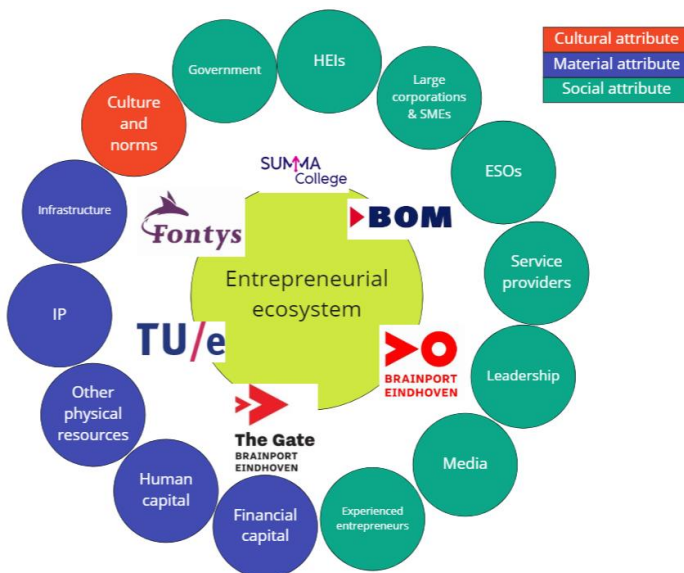 Cultural attribute
Material attribute
Social attribute
HEIs
Government
Large
corporations
& SMEs
Culture
and
norms
ESOs
SUMMA
College
Fontys
BOM
Infrastructure
Service
providers
Entrepreneurial
ecosystem
IP
TU/e
BRAINPORT
EINDHOVEN
Leadership
Other
physical
resources
The Gate
BRAINPORT
EINDHOVEN
Media
Human
capital
Financial
capital
Experienced
entrepreneurs